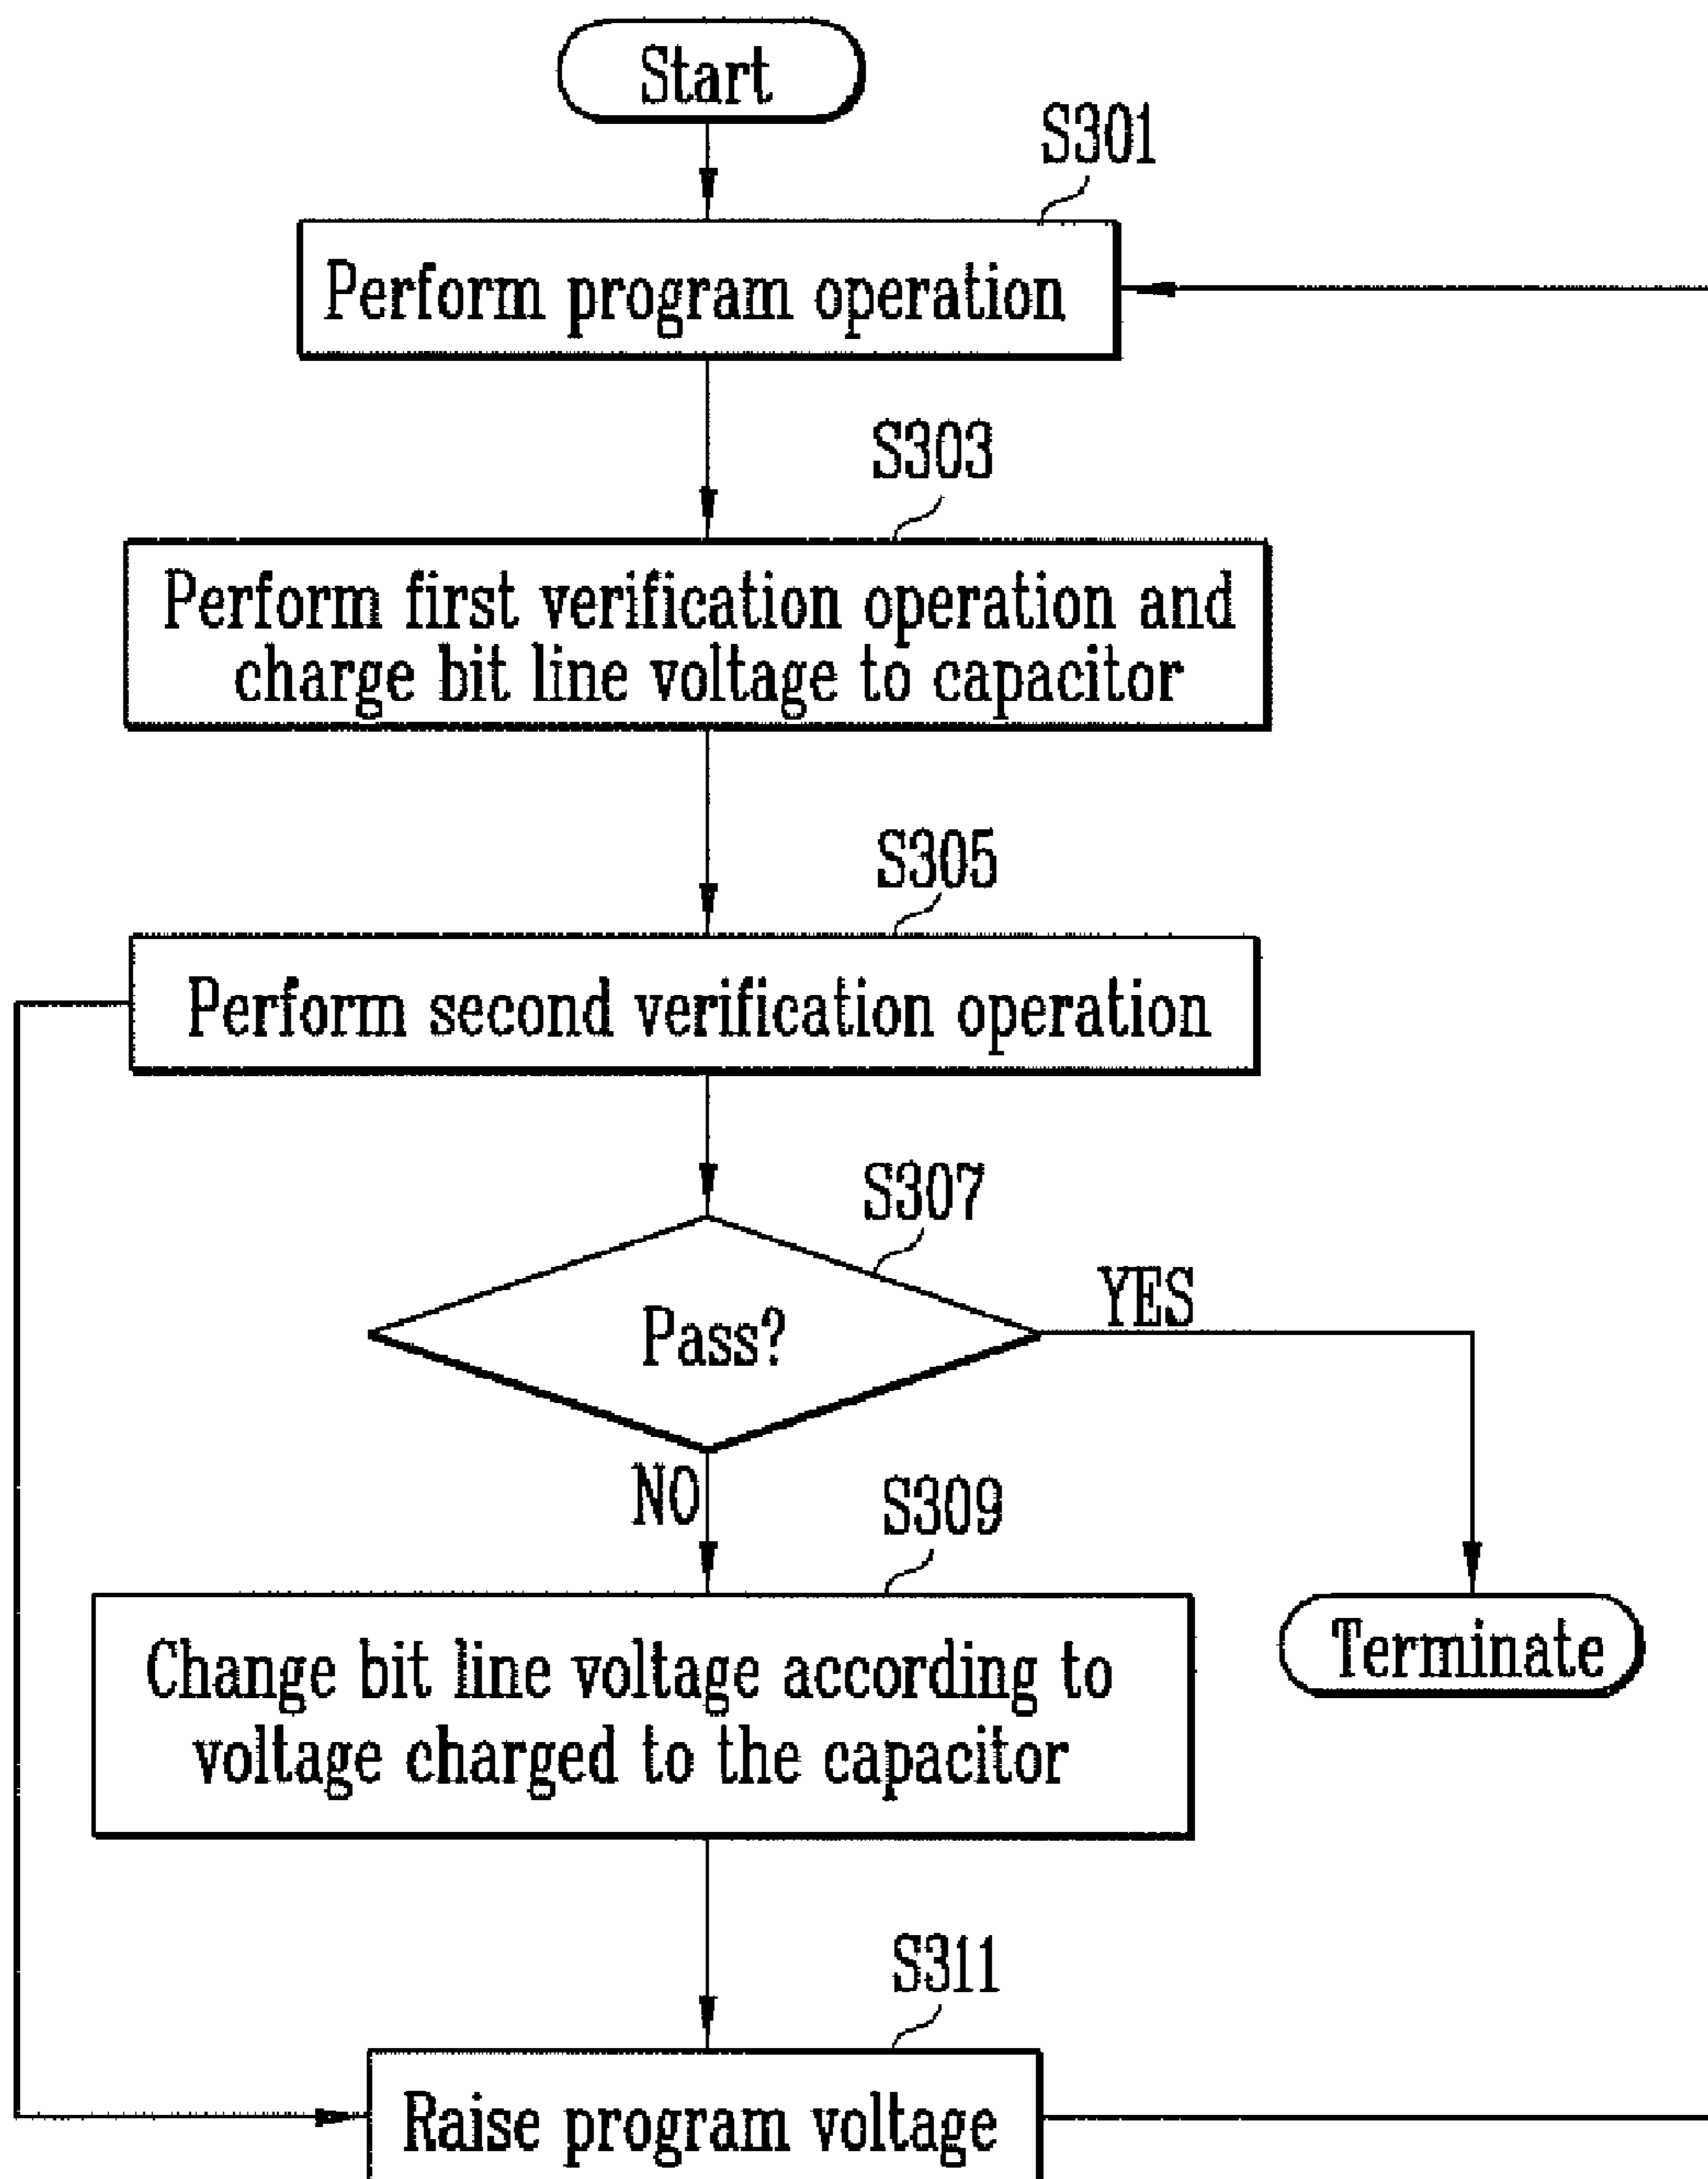 Start
S301
Perform program operation
S303
Perform first verification operation and
charge bit line voltage to capacitor
S305
Perform second verification operation
S307
Pass?
YES
NO
S309
Change bit line voltage according to
voltage charged to the capacitor
Terminate
S311
Raise program voltage